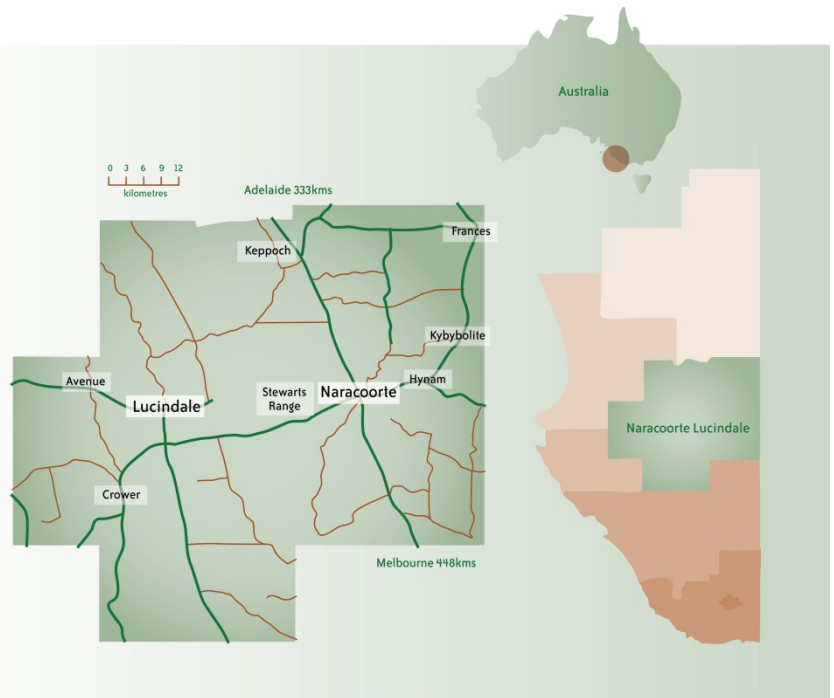 Australia
0 3 6 9 12
kilometres
Adelaide 333kms
Frances
Keppoch
Kybybolite
Avenue
Hynam
Stewarts
Range
Naracoorte
Lucindale
Naracoorte Lucindale
Crower
Melbourne 448kms